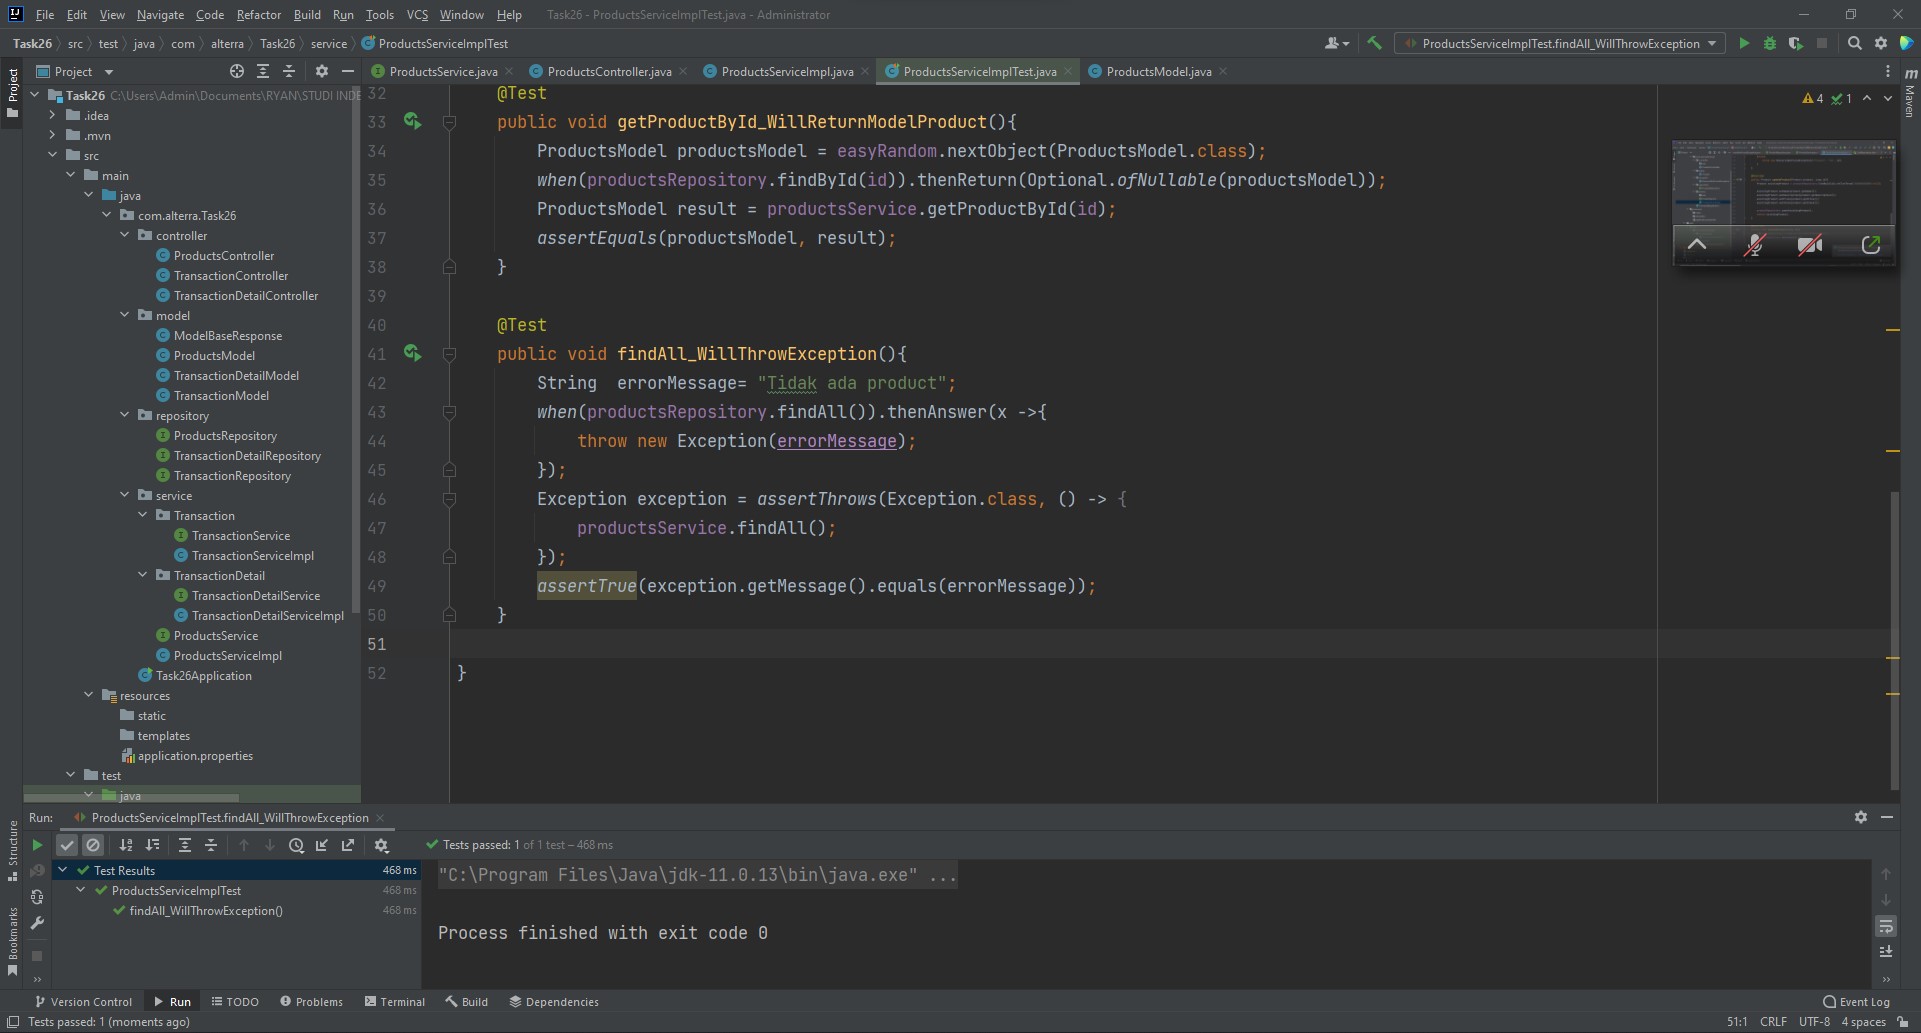 File Edit View Navigate Code Refactor Build Run Tools VCS Window Help Task26 - ProductsServiceImplTest.java - Administrator
Task26 src test java com alterra Task26 service ProductsServiceImplTest
ProductsServiceImplTest.findAll_WillThrowException
Project
Project
ProductsService.java ProductsController.java ProductsServiceImpl.java ProductsServiceImplTest.java ProductsModel.java
Maven
Task26 C:\Users\Admin\Documents\RYAN\STUDI INDE
.idea
.mvn
src
main
java
com.alterra.Task26
controller
ProductsController
TransactionController
TransactionDetailController
model
ModelBaseResponse
ProductsModel
TransactionDetailModel
TransactionModel
repository
ProductsRepository
TransactionDetailRepository
TransactionRepository
service
Transaction
TransactionService
TransactionServiceImpl
TransactionDetail
TransactionDetailService
TransactionDetailServiceImpl
ProductsService
ProductsServiceImpl
Task26Application
resources
static
templates
application.properties
test
java
4 1
32 @Test
33 public void getProductById_WillReturnModelProduct(){
34 ProductsModel productsModel = easyRandom.nextObject(ProductsModel.class);
35 when(productsRepository.findById(id)).thenReturn(Optional.ofNullable(productsModel));
36 ProductsModel result = productsService.getProductById(id);
37 assertEquals(productsModel, result);
38 }
39
40 @Test
41 public void findAll_WillThrowException(){
42 String  errorMessage= "Tidak ada product";
43 when(productsRepository.findAll()).thenAnswer(x ->{
44 throw new Exception(errorMessage);
45 });
46 Exception exception = assertThrows(Exception.class, () -> {
47 productsService.findAll();
48 });
49 assertTrue(exception.getMessage().equals(errorMessage));
50 }
51
52 }
Run: ProductsServiceImplTest.findAll_WillThrowException
Tests passed: 1 of 1 test – 468 ms
Test Results 468 ms
ProductsServiceImplTest 468 ms
findAll_WillThrowException() 468 ms
"C:\Program Files\Java\jdk-11.0.13\bin\java.exe" ...
Process finished with exit code 0
Structure
Bookmarks
Version Control Run TODO Problems Terminal Build Dependencies Event Log
Tests passed: 1 (moments ago) 51:1 CRLF UTF-8 4 spaces